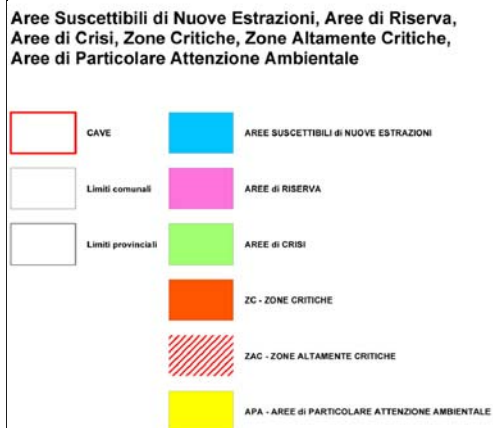 Aree Suscettibili di Nuove Estrazioni, Aree di Riserva,
Aree di Crisi, Zone Critiche, Zone Altamente Critiche,
Aree di Particolare Attenzione Ambientale
CAVE
AREE SUSCETTIBILI di NUOVE ESTRAZIONI
Limiti comunali
AREE di RISERVA
Limiti provinciali
AREE di CRISI
ZC - ZONE CRITICHE
ZAC - ZONE ALTAMENTE CRITICHE
APA - AREE di PARTICOLARE ATTENZIONE AMBIENTALE